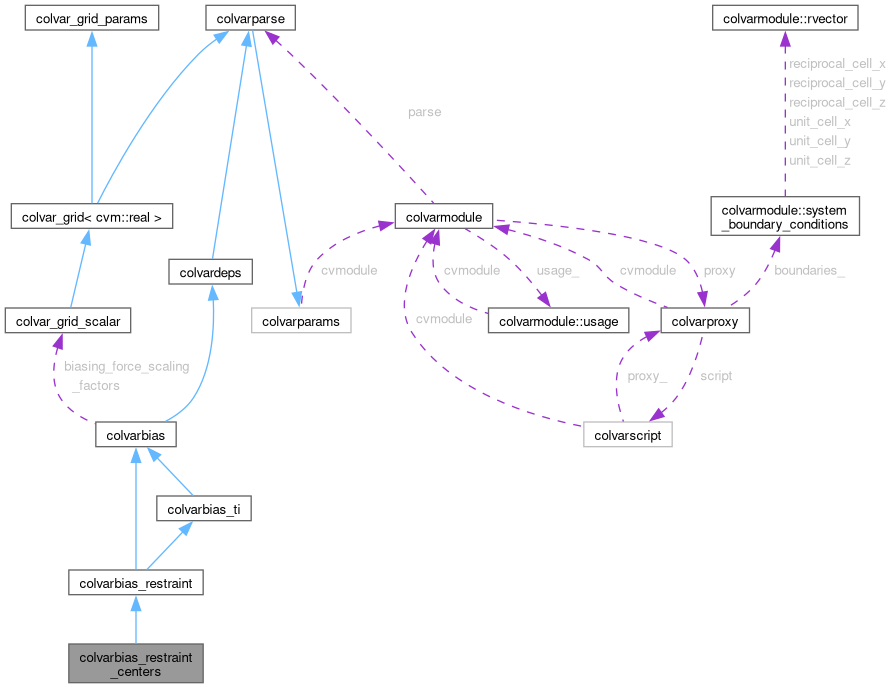 colvar_grid_params
colvarparse
colvarmodule::rvector
reciprocal_cell_x
reciprocal_cell_y
reciprocal_cell_z
unit_cell_x
unit_cell_y
unit_cell_z
parse
colvar_grid< cvm::real >
colvarmodule
colvarmodule::system
_boundary_conditions
colvardeps
cvmodule
cvmodule
usage_
cvmodule
proxy
boundaries_
colvar_grid_scalar
colvarparams
cvmodule
colvarmodule::usage
colvarproxy
biasing_force_scaling
_factors
proxy_
script
colvarbias
colvarscript
colvarbias_ti
colvarbias_restraint
colvarbias_restraint
_centers